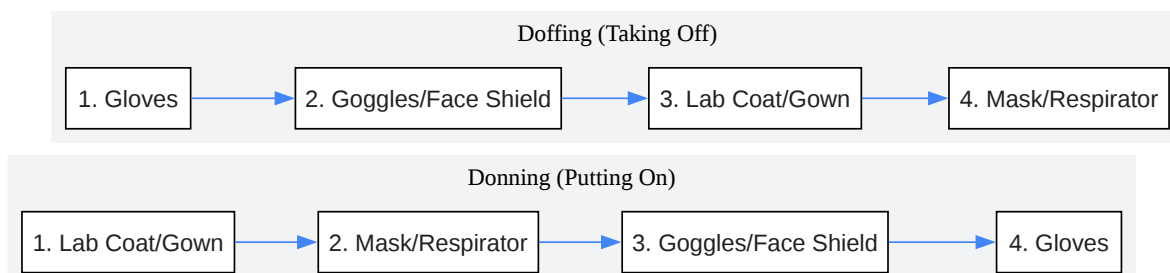 Doffing (Taking Off)
1. Gloves
2. Goggles/Face Shield
3. Lab Coat/Gown
4. Mask/Respirator
Donning (Putting On)
1. Lab Coat/Gown
2. Mask/Respirator
3. Goggles/Face Shield
4. Gloves